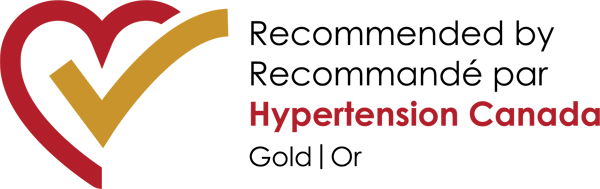 Recommended by
Recommandé par
Hypertension Canada
Gold|Or